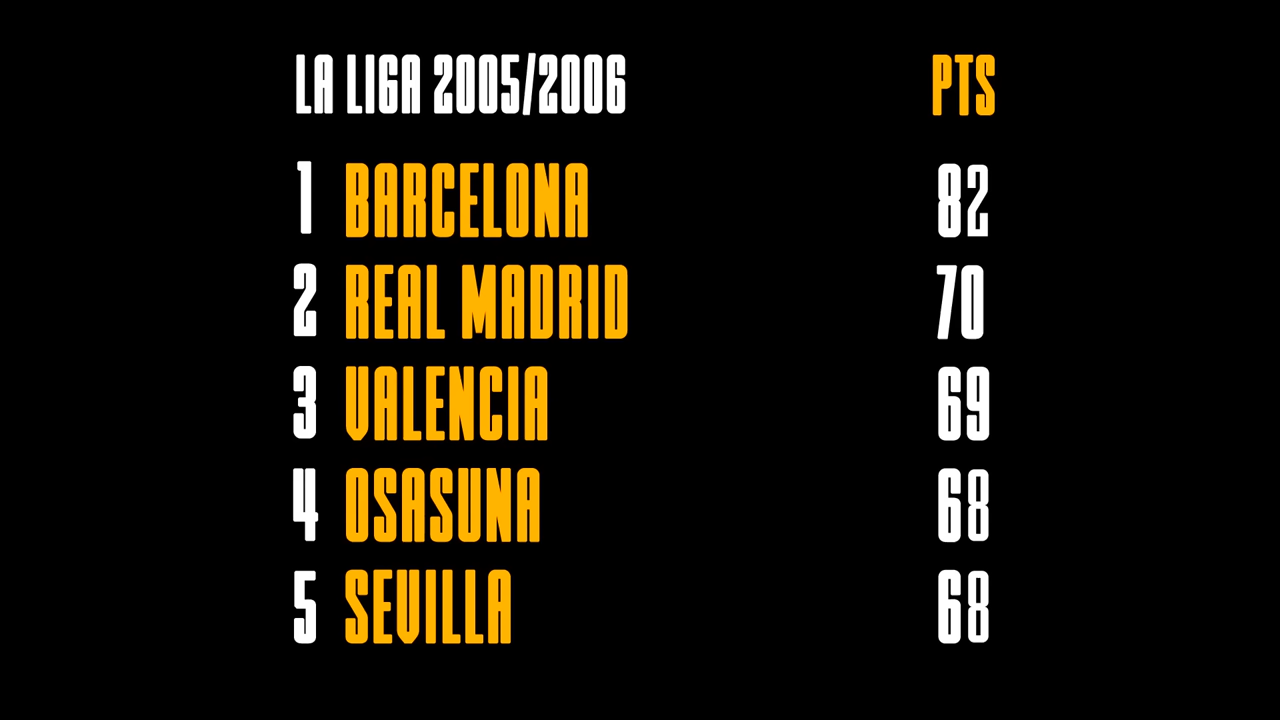 LA LIGA 2005/2006 PTS
1 BARCELONA 82
2 REAL MADRID 70
3 VALENCIA 69
4 OSASUNA 68
5 SEVILLA 68